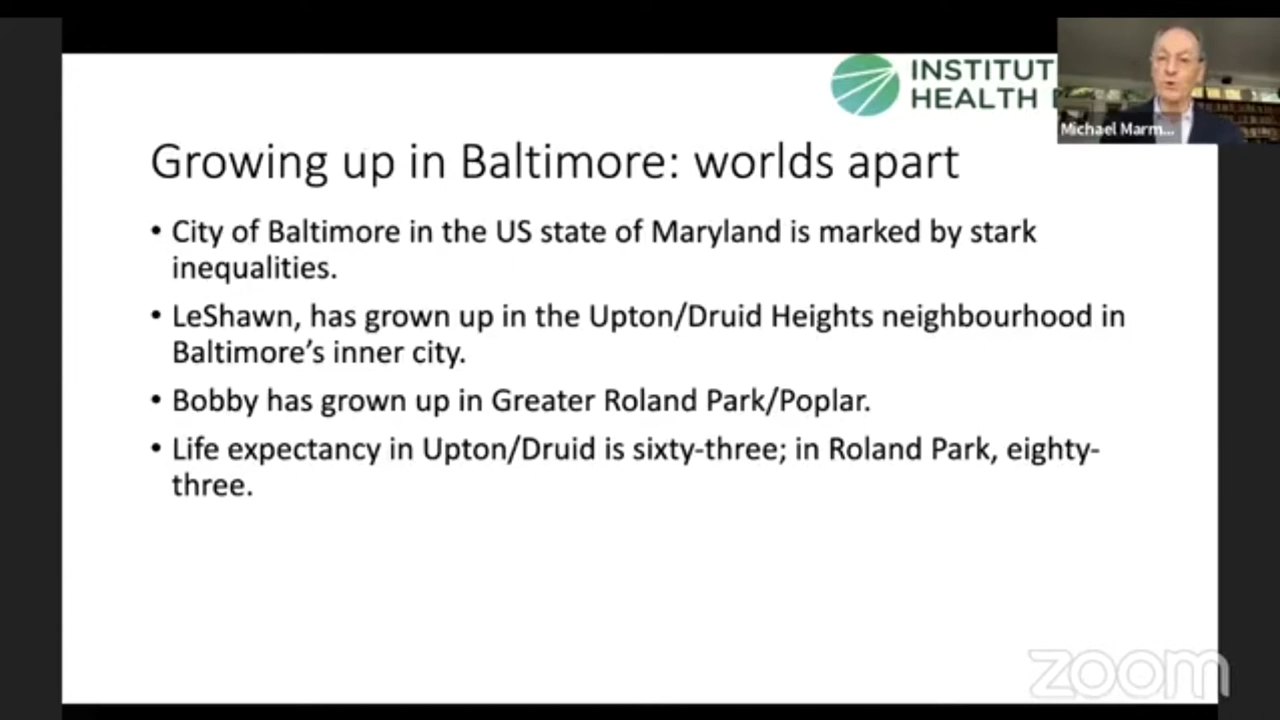 INSTITUT
HEALTH
Michael Marm...
Growing up in Baltimore: worlds apart
• City of Baltimore in the US state of Maryland is marked by stark
inequalities.
• LeShawn, has grown up in the Upton/Druid Heights neighbourhood in
Baltimore's inner city.
• Bobby has grown up in Greater Roland Park/Poplar.
• Life expectancy in Upton/Druid is sixty-three; in Roland Park, eighty-
three.
zoom